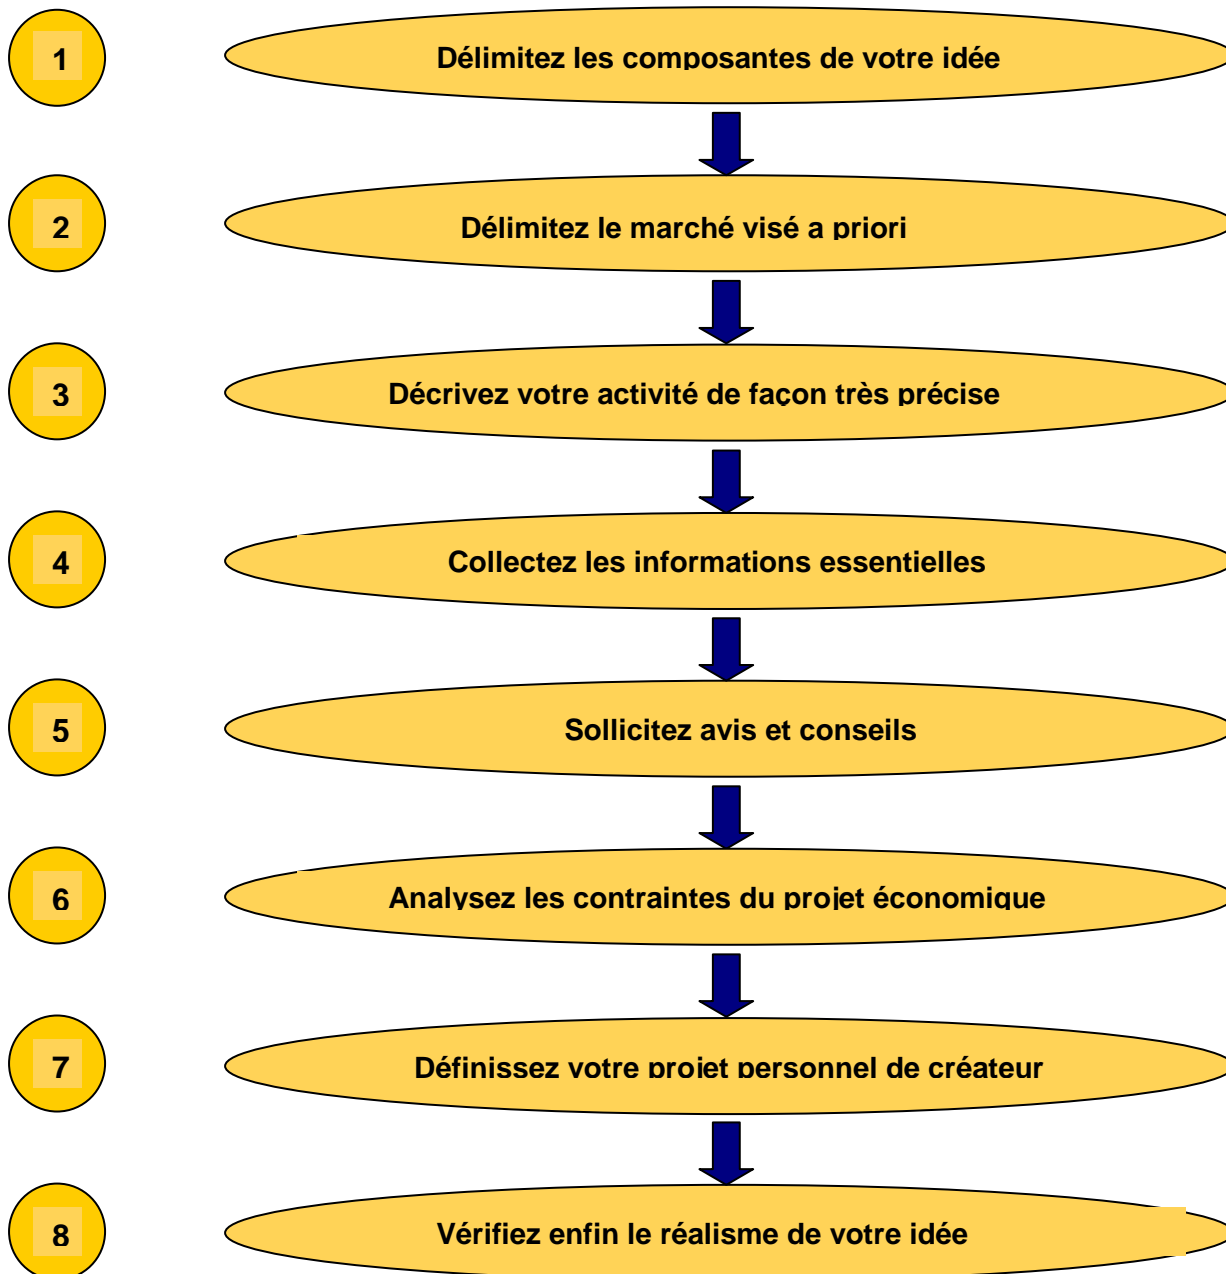 1
Délimitez les composantes de votre idée
2
Délimitez le marché visé a priori
3
Décrivez votre activité de façon très précise
4
Collectez les informations essentielles
5
Sollicitez avis et conseils
6
Analysez les contraintes du projet économique
7
Définissez votre projet personnel de créateur
8
Vérifiez enfin le réalisme de votre idée